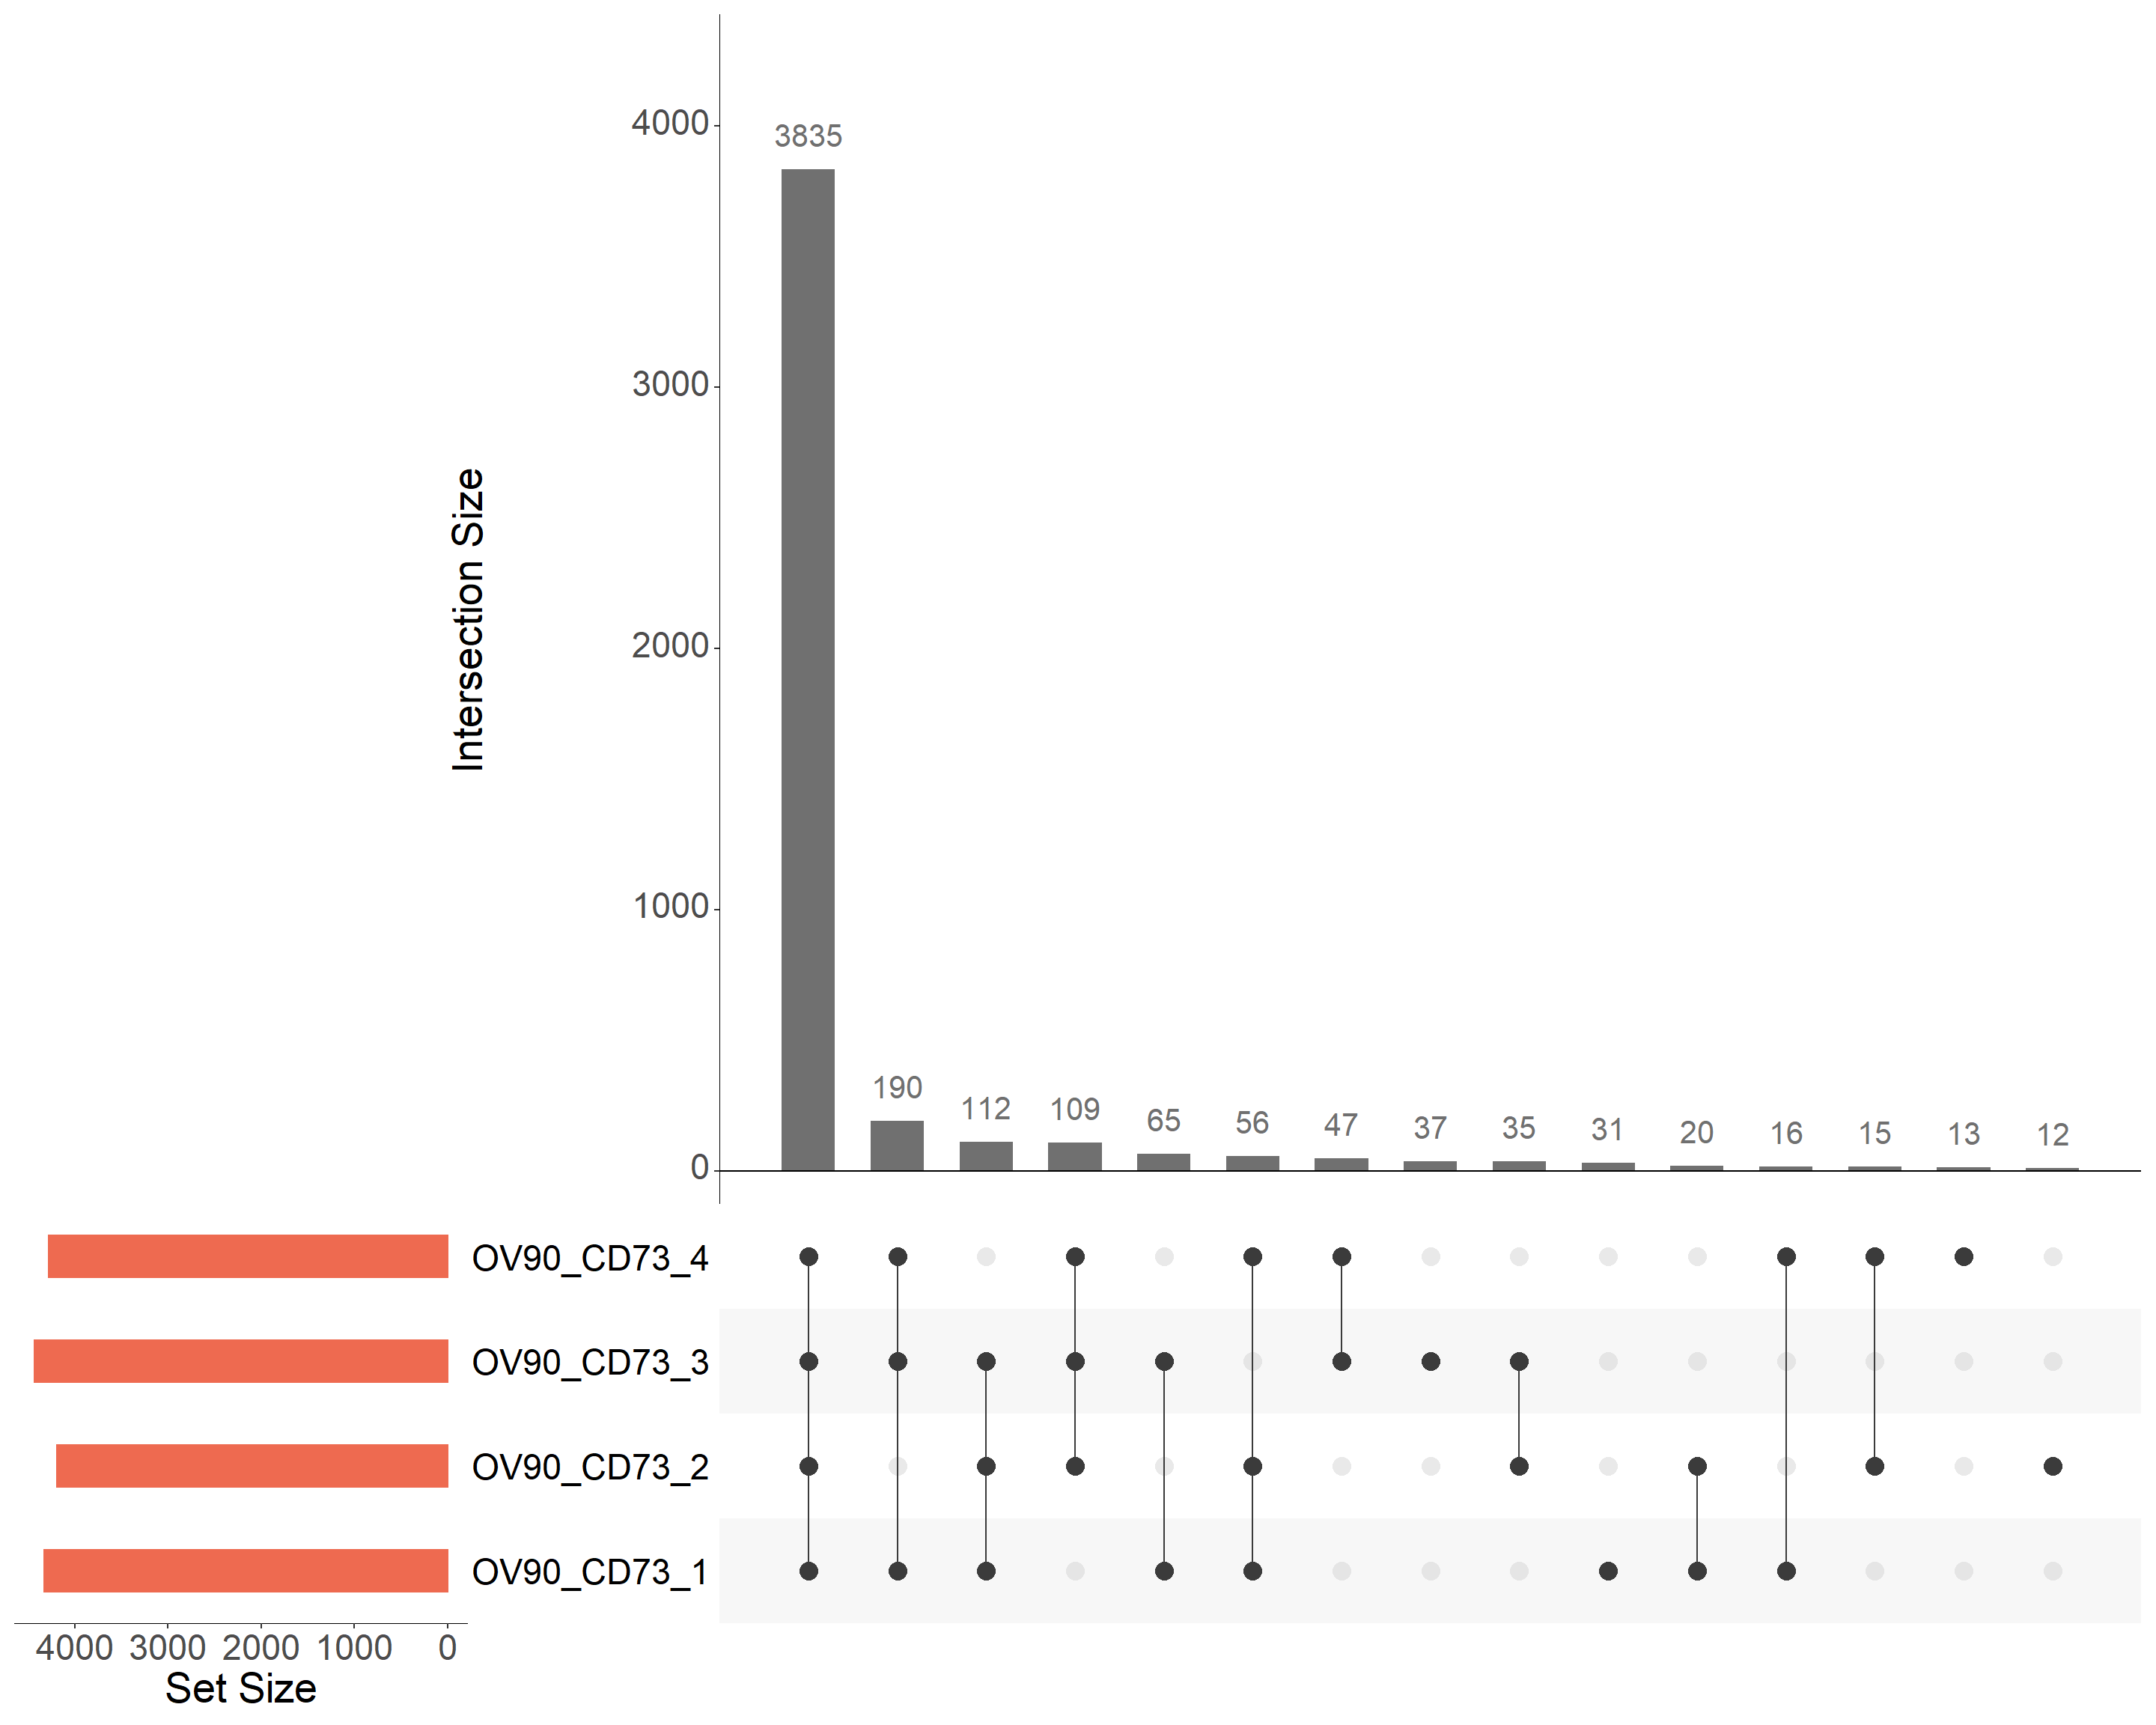 4000
3000
2000
1000
0
Intersection Size
3835
190
112
109
65
56
47
37
35
31
20
16
15
13
12
OV90_CD73_4
OV90_CD73_3
OV90_CD73_2
OV90_CD73_1
4000 3000 2000 1000 0
Set Size